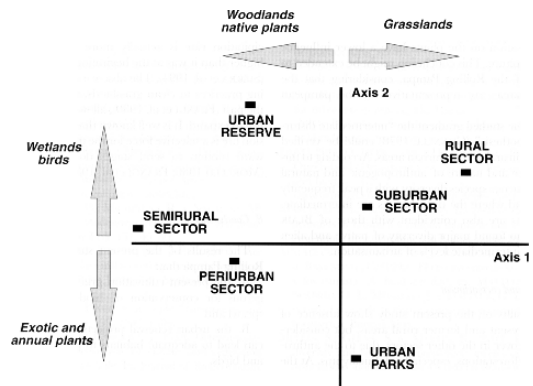 Woodlands
native plants
Grasslands
Axis 2
URBAN
RESERVE
Wetlands
birds
RURAL
SECTOR
SUBURBAN
SECTOR
SEMIRURAL
SECTOR
Axis 1
PERIURBAN
SECTOR
Exotic and
annual plants
URBAN
PARKS